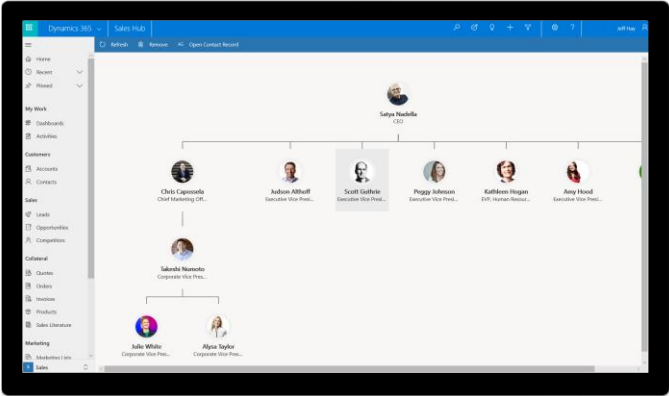 Dynamics 365
Sales Hub
Jeff Hay
Refresh
Remove
Open Contact Record
Home
Recent
Pinned
My Work
Dashboards
Activities
Customers
Accounts
Contacts
Sales
Leads
Opportunities
Competitors
Collateral
Quotes
Orders
Invoices
Products
Sales Literature
Marketing
Marketing Lists
S Sales
Satya Nadella
CEO
Chris Capossela
Chief Marketing Off...
Judson Althoff
Executive Vice Presi...
Scott Guthrie
Executive Vice Presi...
Peggy Johnson
Executive Vice Presi...
Kathleen Hogan
EVP, Human Resour...
Amy Hood
Executive Vice Presi...
Takeshi Numoto
Corporate Vice Pres...
Julie White
Corporate Vice Pres...
Alysa Taylor
Corporate Vice Pres...